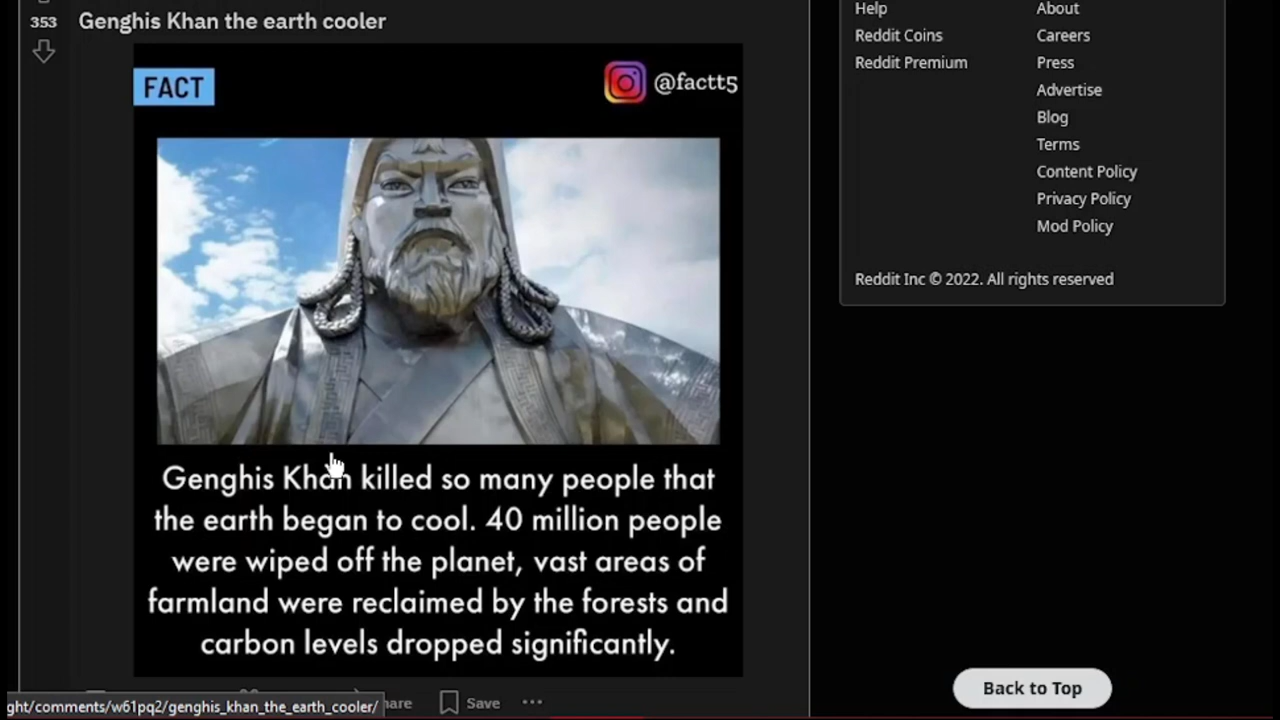 353
Genghis Khan the earth cooler
FACT
@factt5
Genghis Khan killed so many people that
the earth began to cool. 40 million people
were wiped off the planet, vast areas of
farmland were reclaimed by the forests and
carbon levels dropped significantly.
Save
ght/comments/w61pq2/genghis_khan_the_earth_cooler/
Help
About
Reddit Coins
Careers
Reddit Premium
Press
Advertise
Blog
Terms
Content Policy
Privacy Policy
Mod Policy
Reddit Inc © 2022. All rights reserved
Back to Top